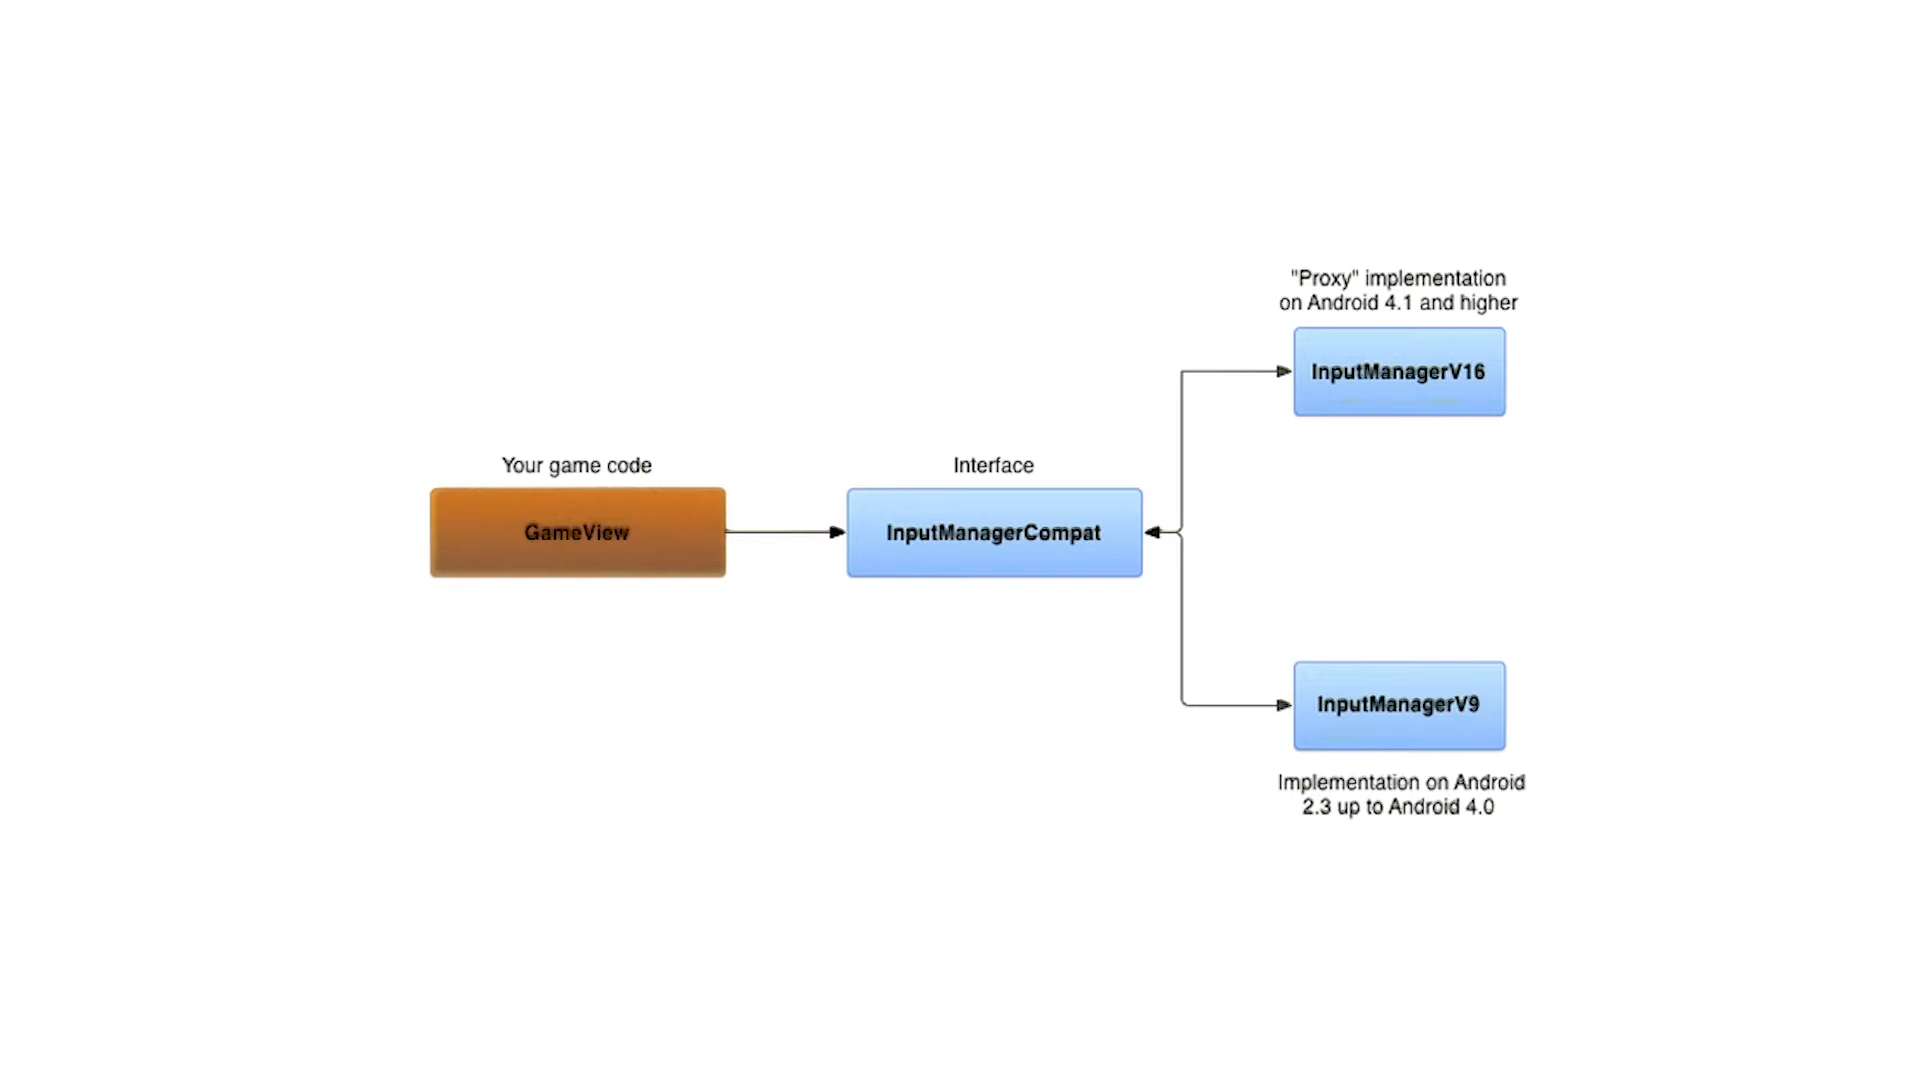 "Proxy" implementation
on Android 4.1 and higher
InputManagerV16
Your game code
GameView
Interface
InputManagerCompat
InputManagerV9
Implementation on Android
2.3 up to Android 4.0